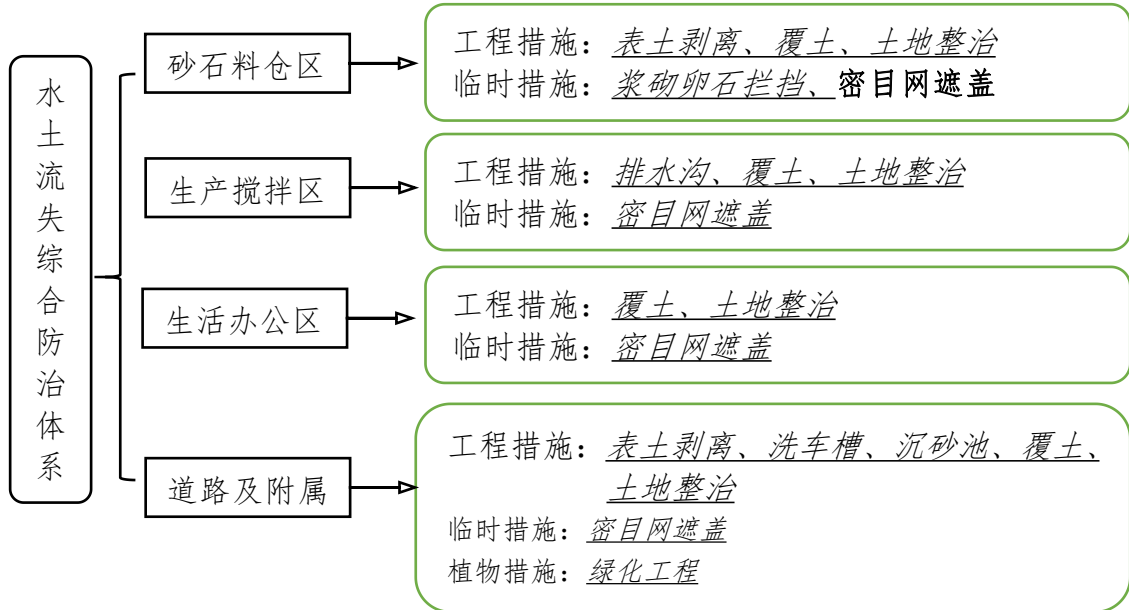 水土流失综合防治体系
砂石料仓区
工程措施：表土剥离、覆土、土地整治
临时措施：浆砌卵石拦挡、密目网遮盖
生产搅拌区
工程措施：排水沟、覆土、土地整治
临时措施：密目网遮盖
生活办公区
工程措施：覆土、土地整治
临时措施：密目网遮盖
道路及附属
工程措施：表土剥离、洗车槽、沉砂池、覆土、
土地整治
临时措施：密目网遮盖
植物措施：绿化工程